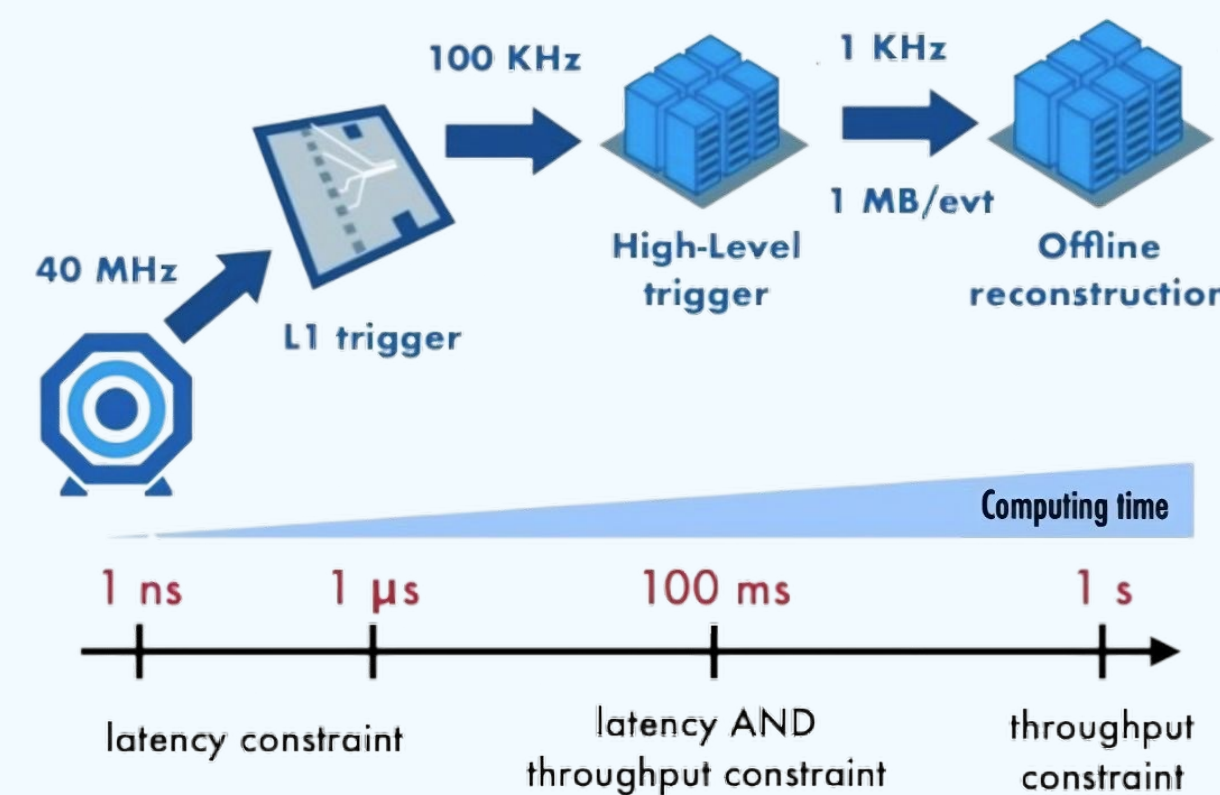 100 KHz
1 KHz
1 MB/evt
High-Level
trigger
Offline
reconstruction
40 MHz
L1 trigger
Computing time
1 ns
1 µs
100 ms
1 s
latency constraint
latency AND
throughput constraint
throughput
constraint